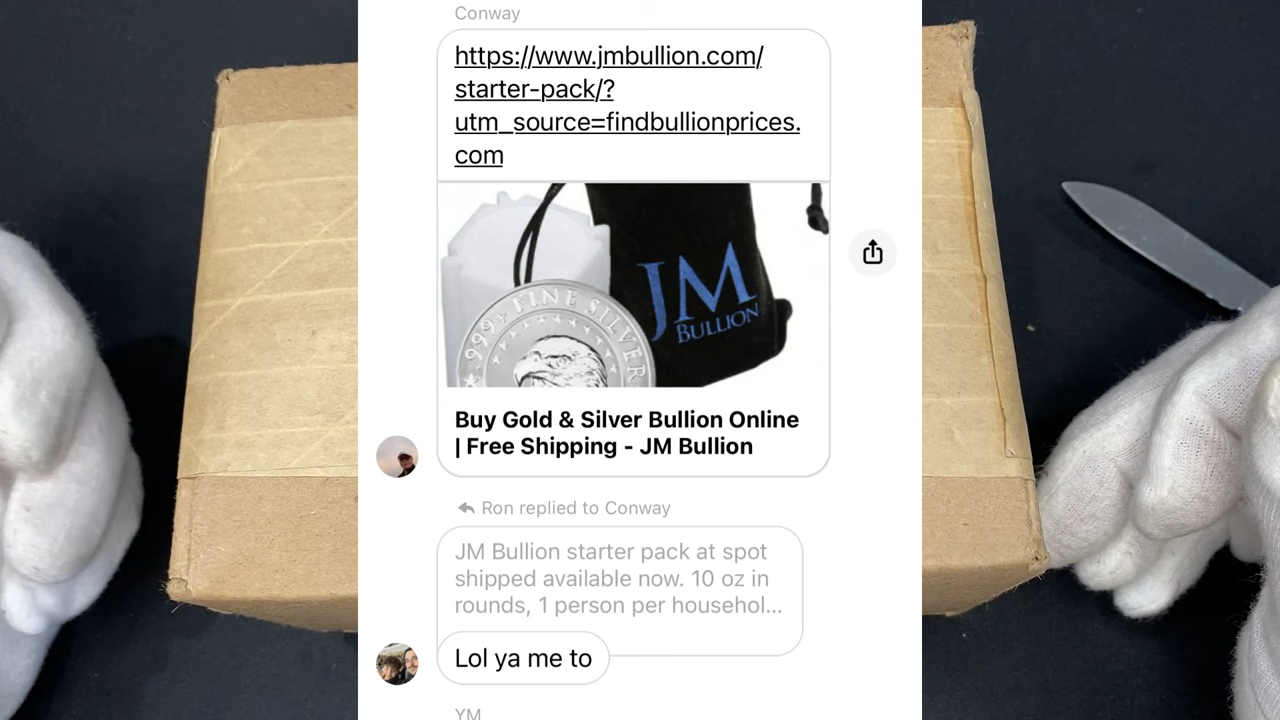 Conway
https://www.jmbullion.com/
starter-pack/?
utm_source=findbullionprices.
com
999+ FINE SILVER
JM
BULLION
Buy Gold & Silver Bullion Online
| Free Shipping - JM Bullion
Ron replied to Conway
JM Bullion starter pack at spot
shipped available now. 10 oz in
rounds, 1 person per househol...
Lol ya me to
YM